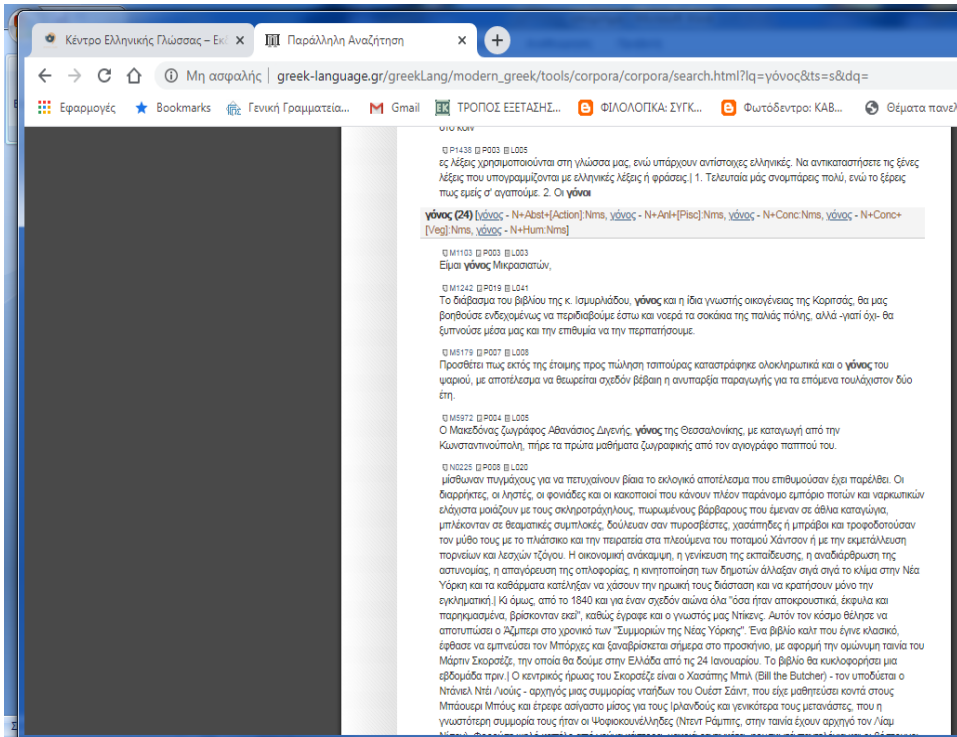 Κέντρο Ελληνικής Γλώσσας – Εκ
Παράλληλη Αναζήτηση
Μη ασφαλής | greek-language.gr/greekLang/modern_greek/tools/corpora/corpora/search.html?lq=γόνος&ts=s&dq=
Εφαρμογές Bookmarks Γενική Γραμματεία... Gmail ΤΡΟΠΟΣ ΕΞΕΤΑΣΗΣ... ΦΙΛΟΛΟΓΙΚΑ: ΣΥΓΚ... Φωτόδεντρο: ΚΑΒ... Θέματα πανελ
P1438 P003 L005
ες λέξεις χρησιμοποιούνται στη γλώσσα μας, ενώ υπάρχουν αντίστοιχες ελληνικές. Να αντικαταστήσετε τις ξένες
λέξεις που υπογραμμίζονται με ελληνικές λέξεις ή φράσεις.| 1. Τελευταία μάς σνομπάρεις πολύ, ενώ το ξέρεις
πως εμείς σ' αγαπούμε. 2. Οι γόνοι
γόνος (24) [γόνος - N+Abst+[Action]:Nms, γόνος - N+Anl+[Pisc]:Nms, γόνος - N+Conc:Nms, γόνος - N+Conc+
[Veg]:Nms, γόνος - N+Hum:Nms]
M1103 P003 L003
Είμαι γόνος Μικρασιατών,
M1242 P019 L041
Το διάβασμα του βιβλίου της κ. Ισμυρλιάδου, γόνος και η ίδια γνωστής οικογένειας της Κοριτσάς, θα μας
βοηθούσε ενδεχομένως να περιδιαβούμε έστω και νοερά τα σοκάκια της παλιάς πόλης, αλλά -γιατί όχι- θα
ξυπνούσε μέσα μας και την επιθυμία να την περπατήσουμε.
M5179 P007 L008
Προσθέτει πως εκτός της έτοιμης προς πώληση τσιπούρας καταστράφηκε ολοκληρωτικά και ο γόνος του
ψαριού, με αποτέλεσμα να θεωρείται σχεδόν βέβαιη η ανυπαρξία παραγωγής για τα επόμενα τουλάχιστον δύο
έτη.
M5972 P004 L005
Ο Μακεδόνας ζωγράφος Αθανάσιος Διγενής, γόνος της Θεσσαλονίκης, με καταγωγή από την
Κωνσταντινούπολη, πήρε τα πρώτα μαθήματα ζωγραφικής από τον αγιογράφο παππού του.
N0225 P008 L020
μίσθωναν πυγμάχους για να πετυχαίνουν βίαια το εκλογικό αποτέλεσμα που επιθυμούσαν έχει παρέλθει. Οι
διαρρήκτες, οι ληστές, οι φονιάδες και οι κακοποιοί που κάνουν πλέον παράνομο εμπόριο ποτών και ναρκωτικών
ελάχιστα μοιάζουν με τους σκληροτράχηλους, πωρωμένους βάρβαρους που έμεναν σε άθλια καταγώγια,
μπλέκονταν σε θεαματικές συμπλοκές, δούλευαν σαν πυροσβέστες, χασάπηδες ή μπράβοι και τροφοδοτούσαν
τον μύθο τους με το πλιάτσικο και την πειρατεία στα πλεούμενα του ποταμού Χάντσον ή με την εκμετάλλευση
πορνείων και λεσχών τζόγου. Η οικονομική ανάκαμψη, η γενίκευση της εκπαίδευσης, η αναδιάρθρωση της
αστυνομίας, η απαγόρευση της οπλοφορίας, η κινητοποίηση των δημοτών άλλαξαν σιγά σιγά το κλίμα στην Νέα
Υόρκη και τα καθάρματα κατέληξαν να χάσουν την ηρωική τους διάσταση και να κρατήσουν μόνο την
εγκληματική.| Κι όμως, από το 1840 και για έναν σχεδόν αιώνα όλα "όσα ήταν αποκρουστικά, έκφυλα και
παρηκμασμένα, βρίσκονταν εκεί", καθώς έγραφε και ο γνωστός μας Ντίκενς. Αυτόν τον κόσμο θέλησε να
αποτυπώσει ο Άζμπερι στο χρονικό των "Συμμοριών της Νέας Υόρκης". Ένα βιβλίο καλτ που έγινε κλασικό,
έφθασε να εμπνεύσει τον Μπόρχες και ξαναβρίσκεται σήμερα στο προσκήνιο, με αφορμή την ομώνυμη ταινία του
Μάρτιν Σκορσέζε, την οποία θα δούμε στην Ελλάδα από τις 24 Ιανουαρίου. Το βιβλίο θα κυκλοφορήσει μια
εβδομάδα πριν.| Ο κεντρικός ήρωας του Σκορσέζε είναι ο Χασάπης Μπιλ (Bill the Butcher) - τον υποδύεται ο
Ντάνιελ Ντέι Λιούις - αρχηγός μιας συμμορίας νταήδων του Ουέστ Σάιντ, που είχε μαθητεύσει κοντά στους
Μπάουερι Μπόυς και έτρεφε ασίγαστο μίσος για τους Ιρλανδούς και γενικότερα τους μετανάστες, που η
γνωστότερη συμμορία τους ήταν οι Ψοφιοκουνέλληδες (Ντεντ Ράμπιτς, στην ταινία έχουν αρχηγό τον Λίαμ